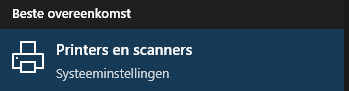 Beste overeenkomst
Printers en scanners
Systeeminstellingen